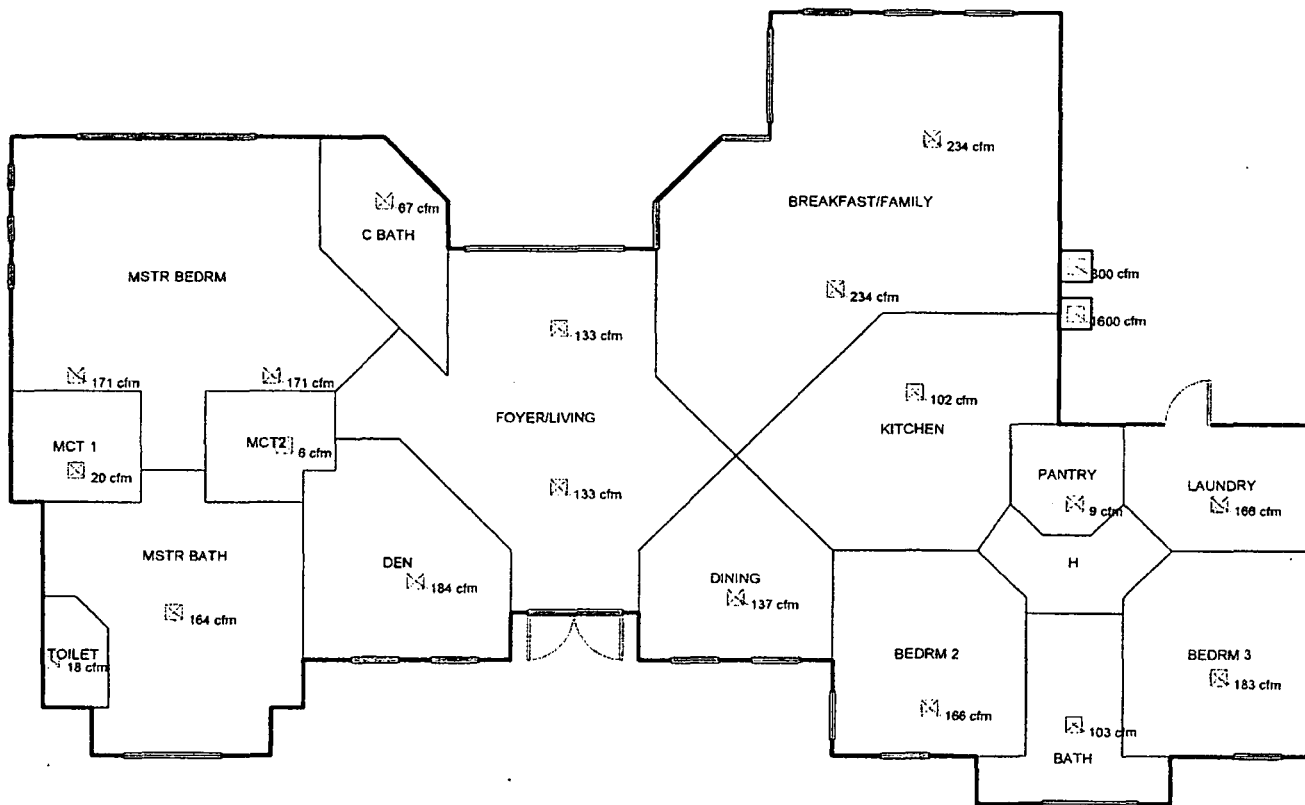 234 cfm
67 cfm
C BATH
BREAKFAST/FAMILY
MSTR BEDRM
800 cfm
234 cfm
1600 cfm
133 cfm
171 cfm
171 cfm
102 cfm
FOYER/LIVING
KITCHEN
MCT 1
MCT2
6 cfm
20 cfm
PANTRY
LAUNDRY
133 cfm
9 cfm
166 cfm
MSTR BATH
DEN
H
DINING
184 cfm
137 cfm
164 cfm
TOILET
18 cfm
BEDRM 2
BEDRM 3
183 cfm
166 cfm
103 cfm
BATH